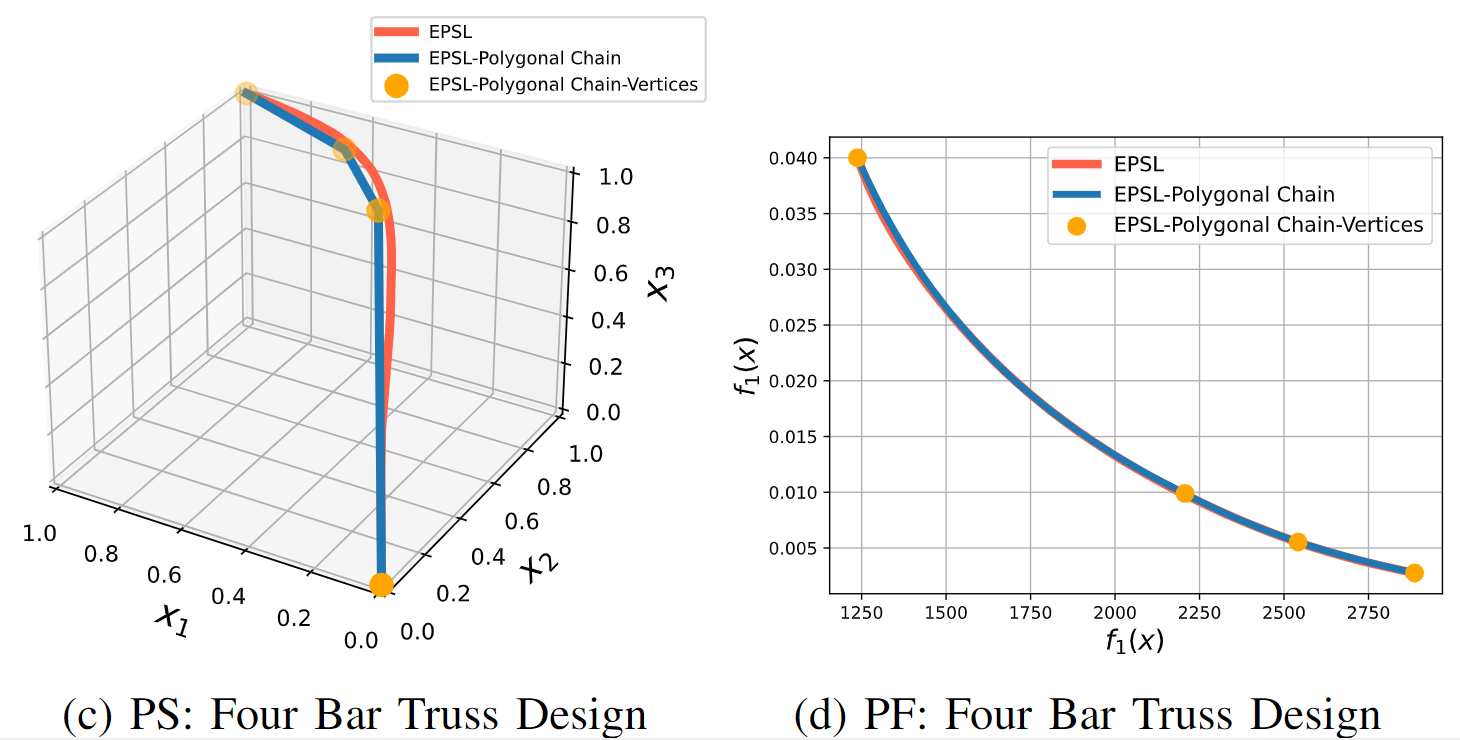 EPSL
EPSL-Polygonal Chain
EPSL-Polygonal Chain-Vertices
1.0
0.8
0.6
0.4
0.2
0.0
x3
1.0
0.8
0.6
0.4
0.2
0.0
x2
1.0
0.8
0.6
0.4
0.2
0.0
x1
(c) PS: Four Bar Truss Design
EPSL
EPSL-Polygonal Chain
EPSL-Polygonal Chain-Vertices
0.040
0.035
0.030
0.025
0.020
0.015
0.010
0.005
f1(x)
1250 1500 1750 2000 2250 2500 2750
f1(x)
(d) PF: Four Bar Truss Design